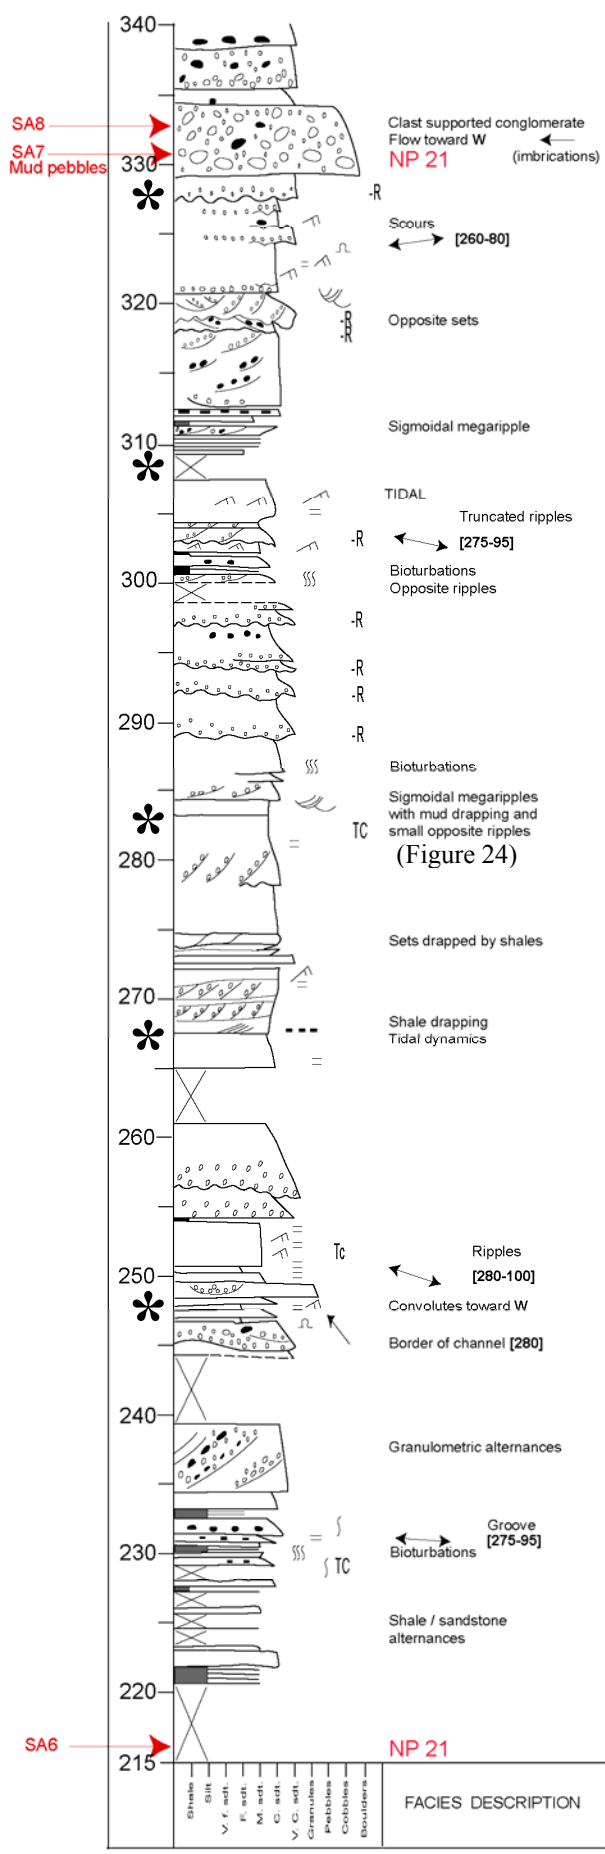 340
SA8
Clast supported conglomerate
Flow toward W
SA7
NP 21
(imbrications)
330
Mud pebbles
*
-R
Scours
[260-80]
320
-R
Opposite sets
-R
Sigmoidal megaripple
310
*
TIDAL
Truncated ripples
-R
[275-95]
Bioturbations
300
Opposite ripples
-R
-R
-R
290
-R
Bioturbations
Sigmoidal megaripples
with mud drapping and
*
TC
small opposite ripples
280
(Figure 24)
Sets drapped by shales
270
Shale drapping
*
Tidal dynamics
260
Tc
Ripples
250
[280-100]
*
Convolutes toward W
Border of channel [280]
240
Granulometric alternances
Groove
[275-95]
230
Bioturbations
TC
Shale / sandstone
alternances
220
SA6
NP 21
215
Shale
Silt
V. f. sdt.
F. sdt.
M. sdt.
C. sdt.
V. C. sdt.
Granules
Pebbles
Cobbles
Boulders
FACIES DESCRIPTION